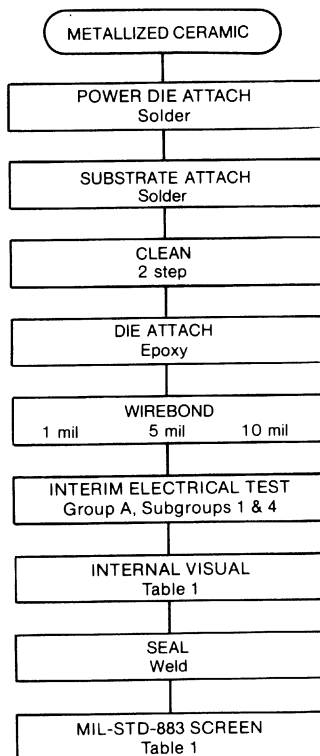 METALLIZED CERAMIC
POWER DIE ATTACH
Solder
SUBSTRATE ATTACH
Solder
CLEAN
2 step
DIE ATTACH
Epoxy
WIREBOND
1 mil 5 mil 10 mil
INTERIM ELECTRICAL TEST
Group A, Subgroups 1 & 4
INTERNAL VISUAL
Table 1
SEAL
Weld
MIL-STD-883 SCREEN
Table 1